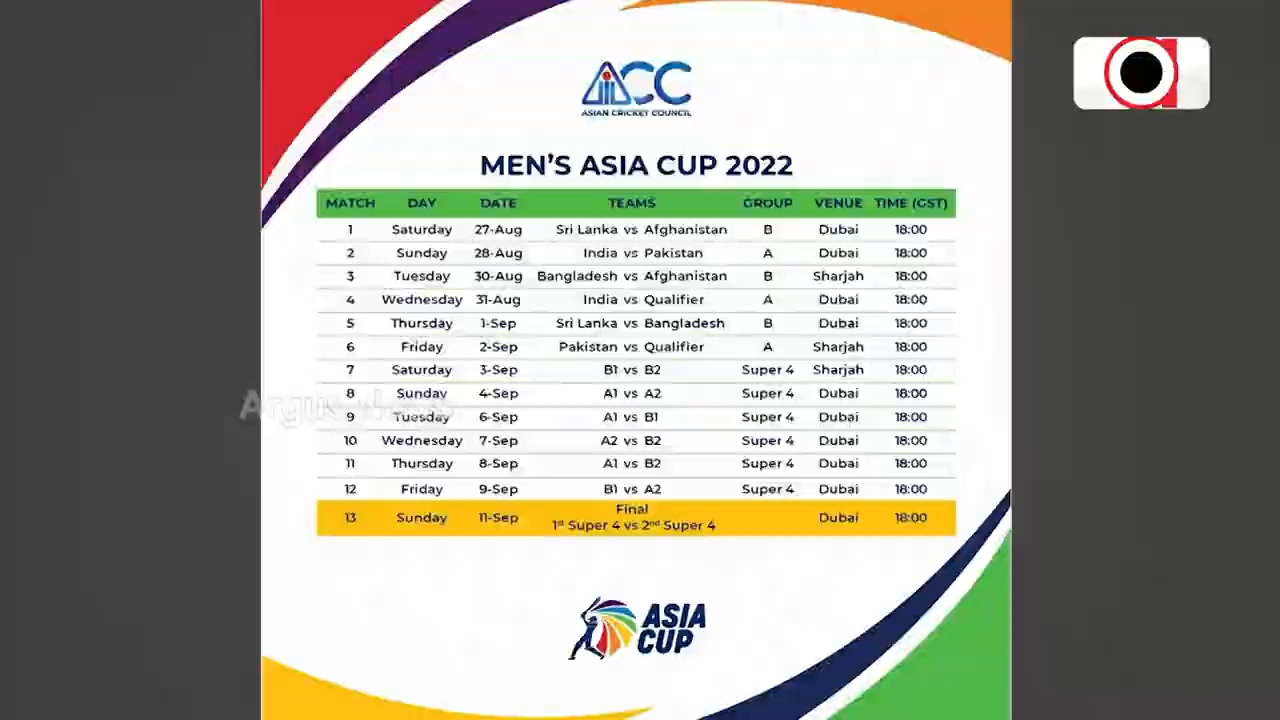 ACC
ASIAN CRICKET COUNCIL
MEN'S ASIA CUP 2022
MATCH DAY DATE TEAMS GROUP VENUE TIME (GST)
1 Saturday 27-Aug Sri Lanka vs Afghanistan B Dubai 18:00
2 Sunday 28-Aug India vs Pakistan A Dubai 18:00
3 Tuesday 30-Aug Bangladesh vs Afghanistan B Sharjah 18:00
4 Wednesday 31-Aug India vs Qualifier A Dubai 18:00
5 Thursday 1-Sep Sri Lanka vs Bangladesh B Dubai 18:00
6 Friday 2-Sep Pakistan vs Qualifier A Sharjah 18:00
7 Saturday 3-Sep B1 vs B2 Super 4 Sharjah 18:00
8 Sunday 4-Sep A1 vs A2 Super 4 Dubai 18:00
Argus
9 Tuesday 6-Sep A1 vs B1 Super 4 Dubai 18:00
10 Wednesday 7-Sep A2 vs B2 Super 4 Dubai 18:00
11 Thursday 8-Sep A1 vs B2 Super 4 Dubai 18:00
12 Friday 9-Sep B1 vs A2 Super 4 Dubai 18:00
Final
13 Sunday 11-Sep 1st Super 4 vs 2nd Super 4 Dubai 18:00
ASIA
CUP